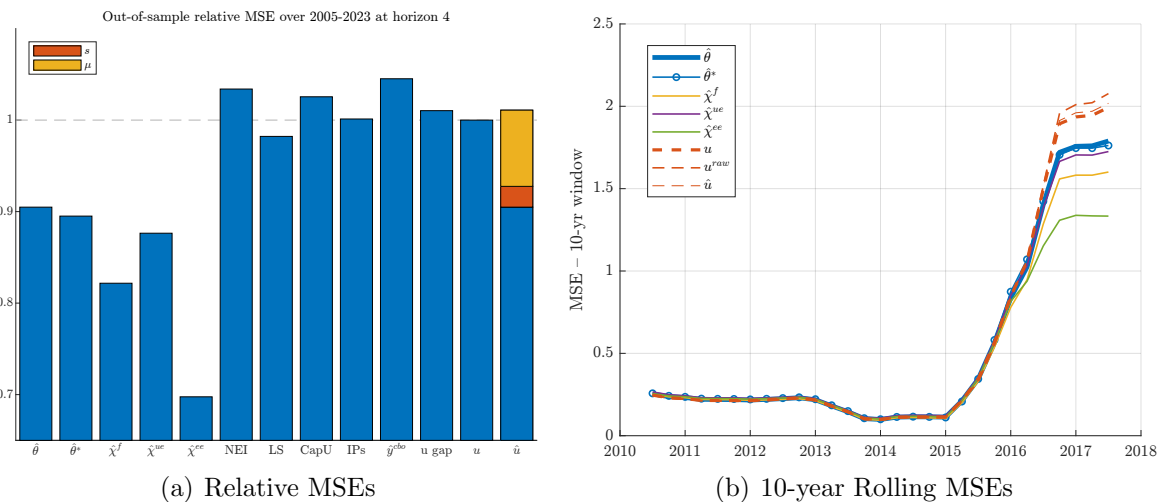 Out-of-sample relative MSE over 2005-2023 at horizon 4
s
μ
1
0.9
0.8
0.7
θ̂ θ̂* χ̂^f χ̂^ue χ̂^ee NEI LS CapU IPs ŷ^cbo u gap u û
(a) Relative MSEs
MSE – 10-yr window
2.5
2
1.5
1
0.5
0
θ̂
θ̂*
χ̂^f
χ̂^ue
χ̂^ee
u
u^raw
û
2010 2011 2012 2013 2014 2015 2016 2017 2018
(b) 10-year Rolling MSEs